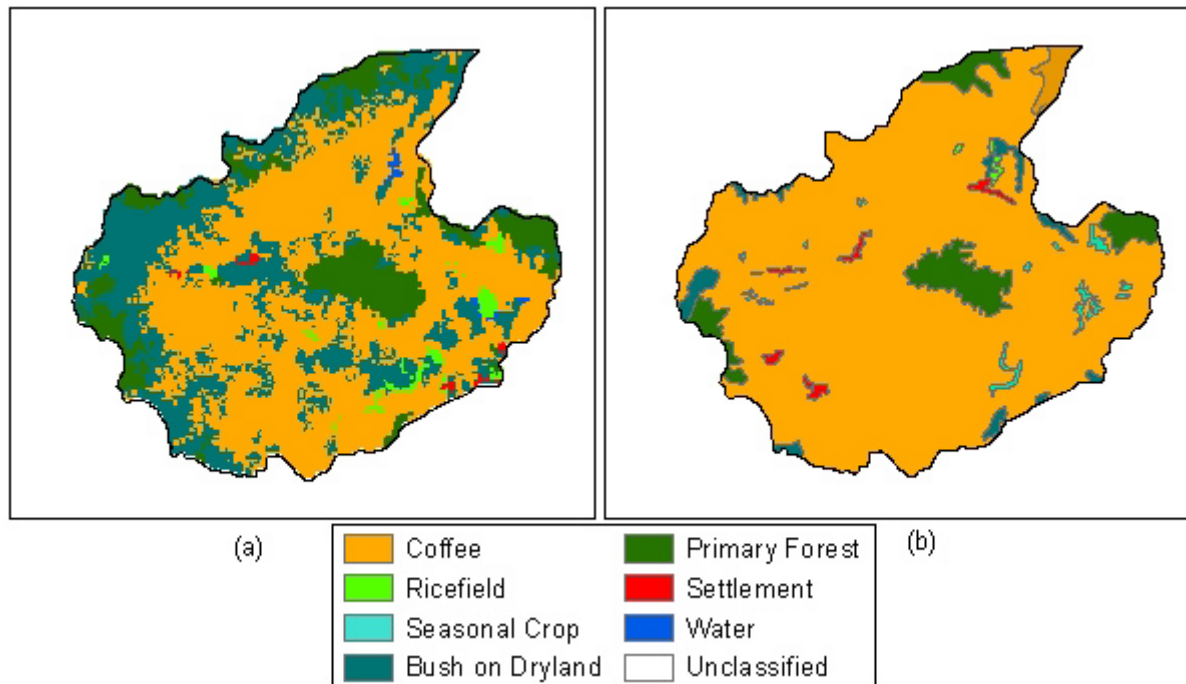 (a)
(b)
Coffee
Primary Forest
Ricefield
Settlement
Seasonal Crop
Water
Bush on Dryland
Unclassified